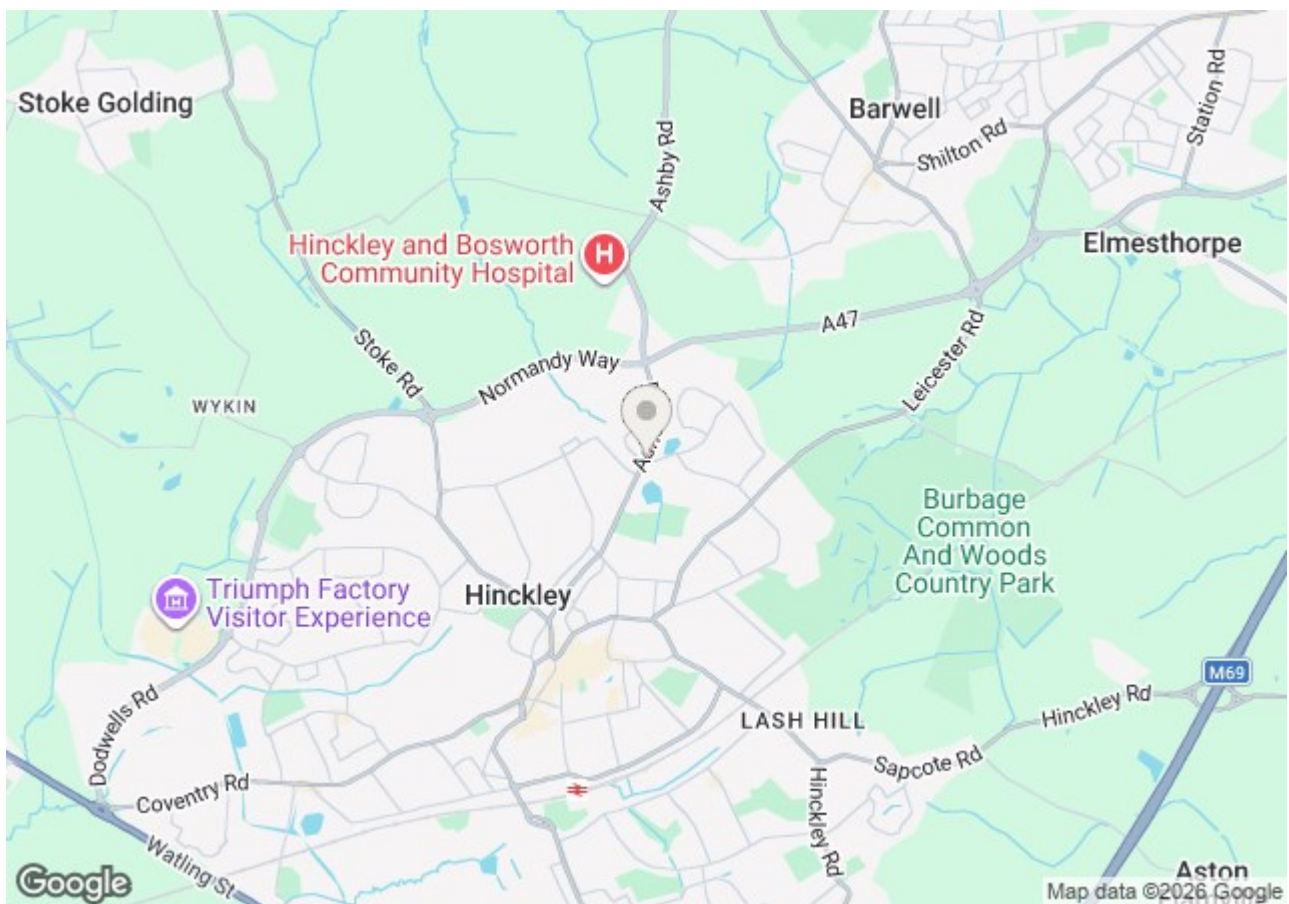 Stoke Golding
Barwell
Shilton Rd
Station Rd
Ashby Rd
Hinckley and Bosworth
Community Hospital
H
Elmesthorpe
A47
Stoke Rd
Normandy Way
Leicester Rd
WYKIN
Burbage
Common
And Woods
Country Park
Triumph Factory
Visitor Experience
Hinckley
M69
LASH HILL
Hinckley Rd
Dodwells Rd
Sapcote Rd
Coventry Rd
Hinckley Rd
Watling St
Aston
Google
Map data ©2026 Google